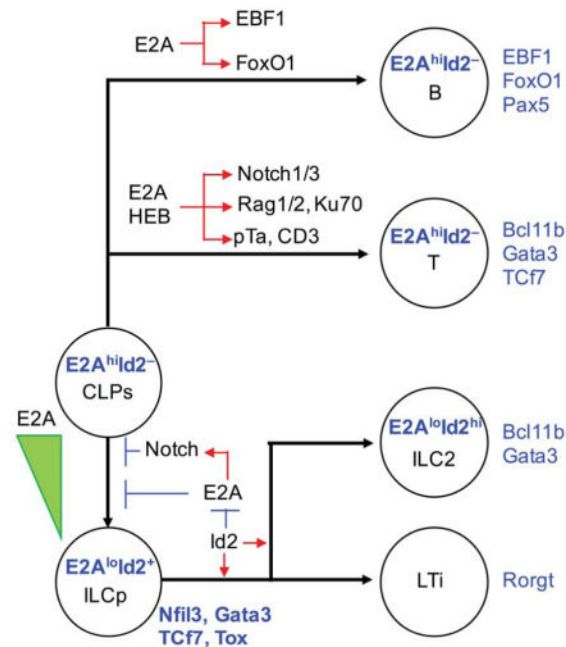 EBF1
E2A
FoxO1
E2AʰⁱId2⁻
B
EBF1
FoxO1
Pax5
Notch1/3
E2A
HEB
Rag1/2, Ku70
pTa, CD3
E2AʰⁱId2⁻
T
Bcl11b
Gata3
TCf7
E2AʰⁱId2⁻
CLPs
E2A
Notch
E2A
Id2
E2AˡᵒId2ʰⁱ
ILC2
Bcl11b
Gata3
E2AˡᵒId2⁺
ILCp
Nfil3, Gata3
TCf7, Tox
LTi
Rorgt